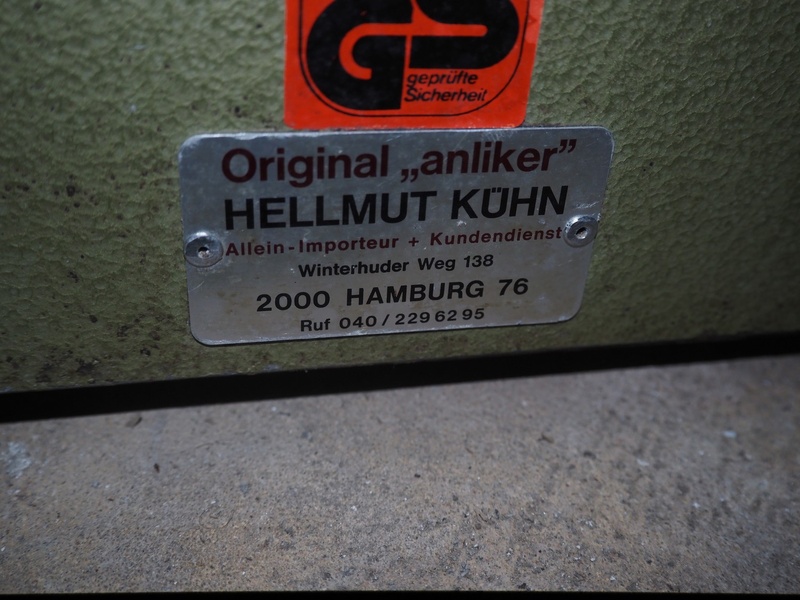 GS
geprüfte
Sicherheit
Original „anliker”
HELLMUT KÜHN
Allein-Importeur + Kundendienst
Winterhuder Weg 138
2000 HAMBURG 76
Ruf 040/2296295